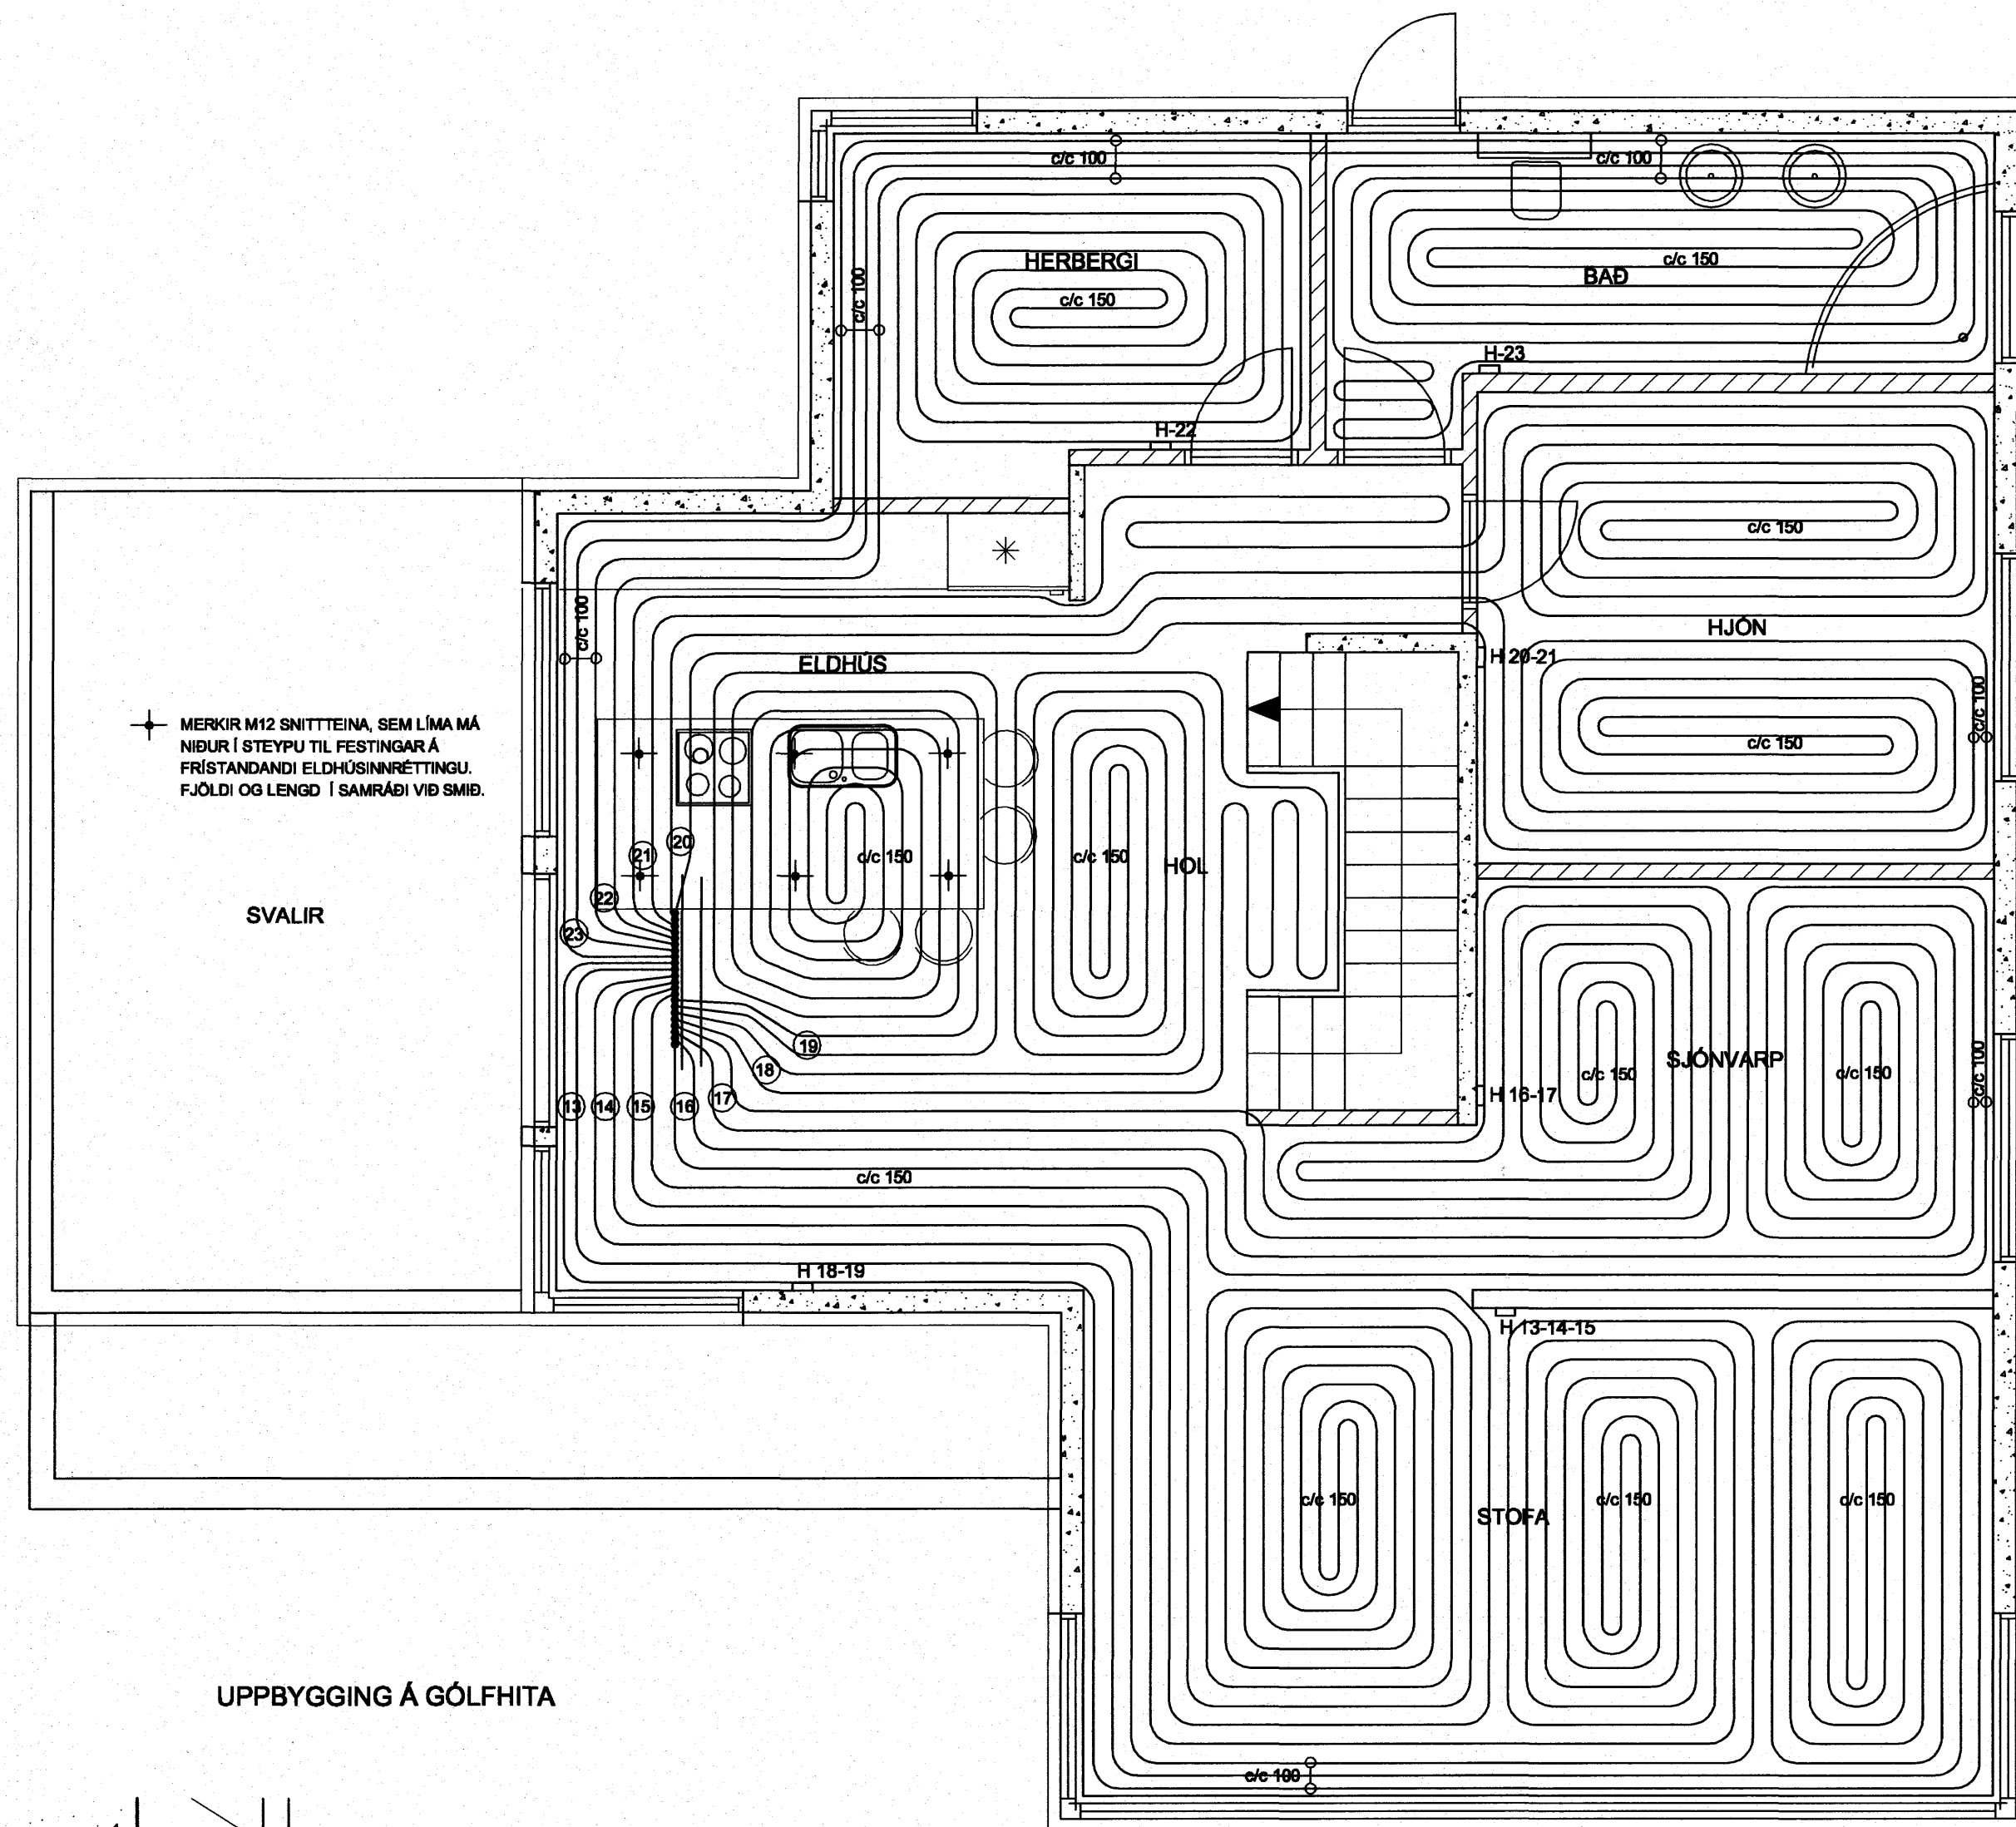 c/c 100
c/c 100
HERBERGI
c/c 150
c/c 100
BAÐ
c/c 150
H-23
H-22
c/c 150
c/c 100
HJÓN
ELDHÚS
H 20-21
c/c 100
c/c 150
MERKIR M12 SNITTTEINA, SEM LÍMA MÁ
NIÐUR Í STEYPU TIL FESTINGAR Á
FRÍSTANDANDI ELDHÚSINNRÉTTINGU.
FJÖLDI OG LENGD Í SAMRÁÐI VIÐ SMIÐ.
20
21
c/c 150
c/c 150
HOL
22
SVALIR
23
19
18
SJÓNVARP
c/c 150
c/c 150
c/c 100
H 16-17
13
14
15
16
17
c/c 150
H 18-19
H 13-14-15
c/c 150
c/c 150
c/c 150
STOFA
UPPBYGGING Á GÓLFHITA
c/c 100